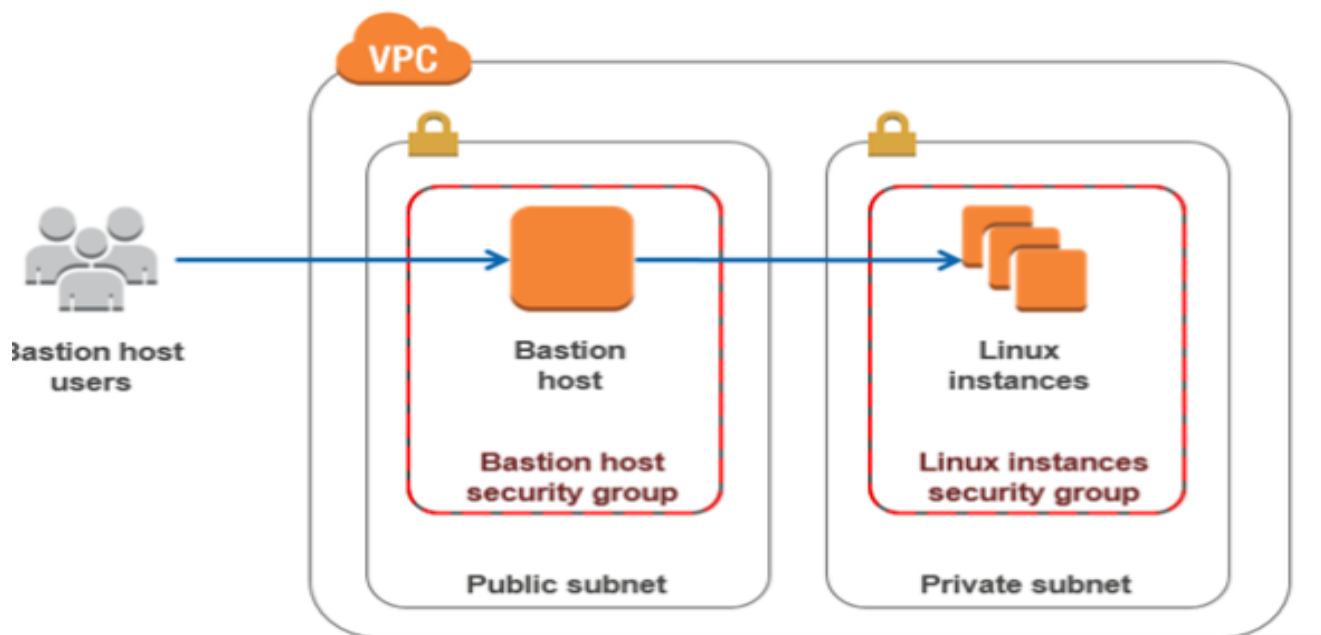 VPC
Bastion host
users
Bastion
host
Bastion host
security group
Public subnet
Linux
instances
Linux instances
security group
Private subnet